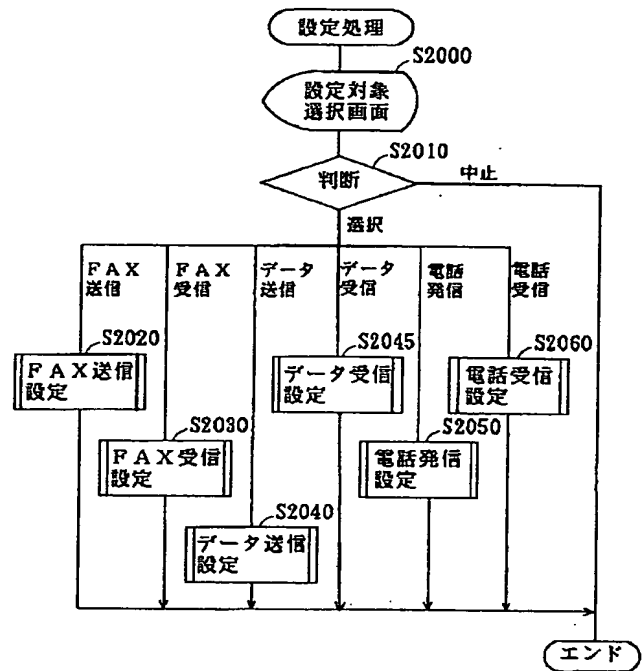 設定処理
S2000
設定対象
選択画面
S2010
判断
中止
選択
FAX
送信
FAX
受信
データ
送信
データ
受信
電話
発信
電話
受信
S2020
FAX送信
設定
S2045
データ受信
設定
S2060
電話受信
設定
S2030
FAX受信
設定
S2050
電話発信
設定
S2040
データ送信
設定
エンド